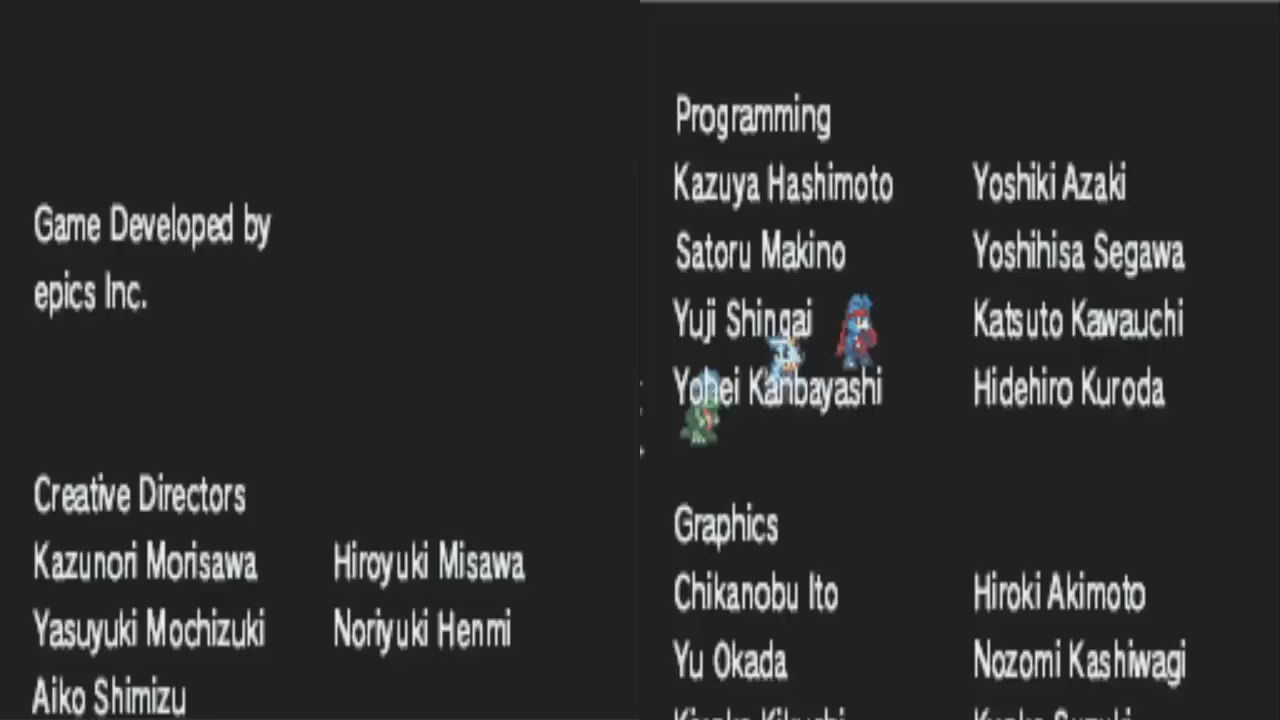 Game Developed by
epics Inc.
Creative Directors
Kazunori Morisawa Hiroyuki Misawa
Yasuyuki Mochizuki Noriyuki Henmi
Aiko Shimizu
Programming
Kazuya Hashimoto Yoshiki Azaki
Satoru Makino Yoshihisa Segawa
Yuji Shingai Katsuto Kawauchi
Yohei Kanbayashi Hidehiro Kuroda
Graphics
Chikanobu Ito Hiroki Akimoto
Yu Okada Nozomi Kashiwagi